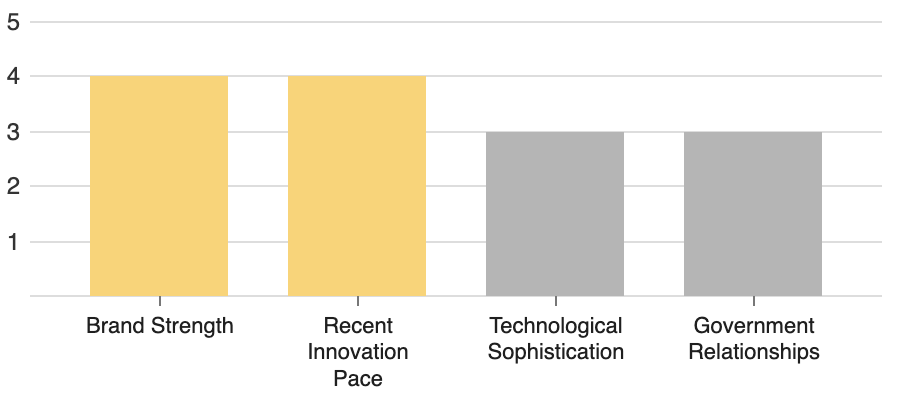 5
4
3
2
1
Brand Strength
Recent
Innovation
Pace
Technological
Sophistication
Government
Relationships